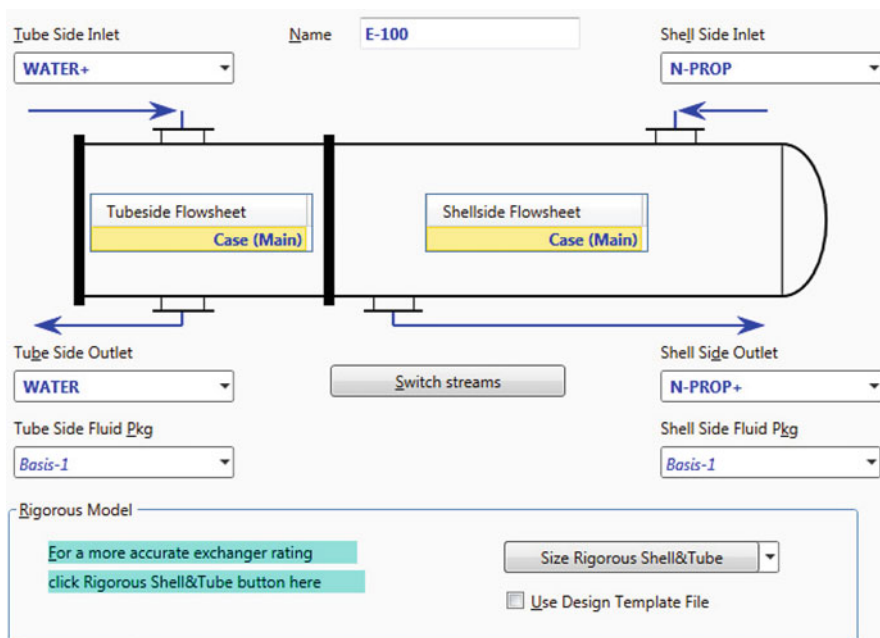 Tube Side Inlet Name E-100 Shell Side Inlet
WATER+ N-PROP
Tubeside Flowsheet Shellside Flowsheet
Case (Main) Case (Main)
Tube Side Outlet Shell Side Outlet
WATER Switch streams N-PROP+
Tube Side Fluid Pkg Shell Side Fluid Pkg
Basis-1 Basis-1
Rigorous Model
For a more accurate exchanger rating
click Rigorous Shell&Tube button here
Size Rigorous Shell&Tube
Use Design Template File